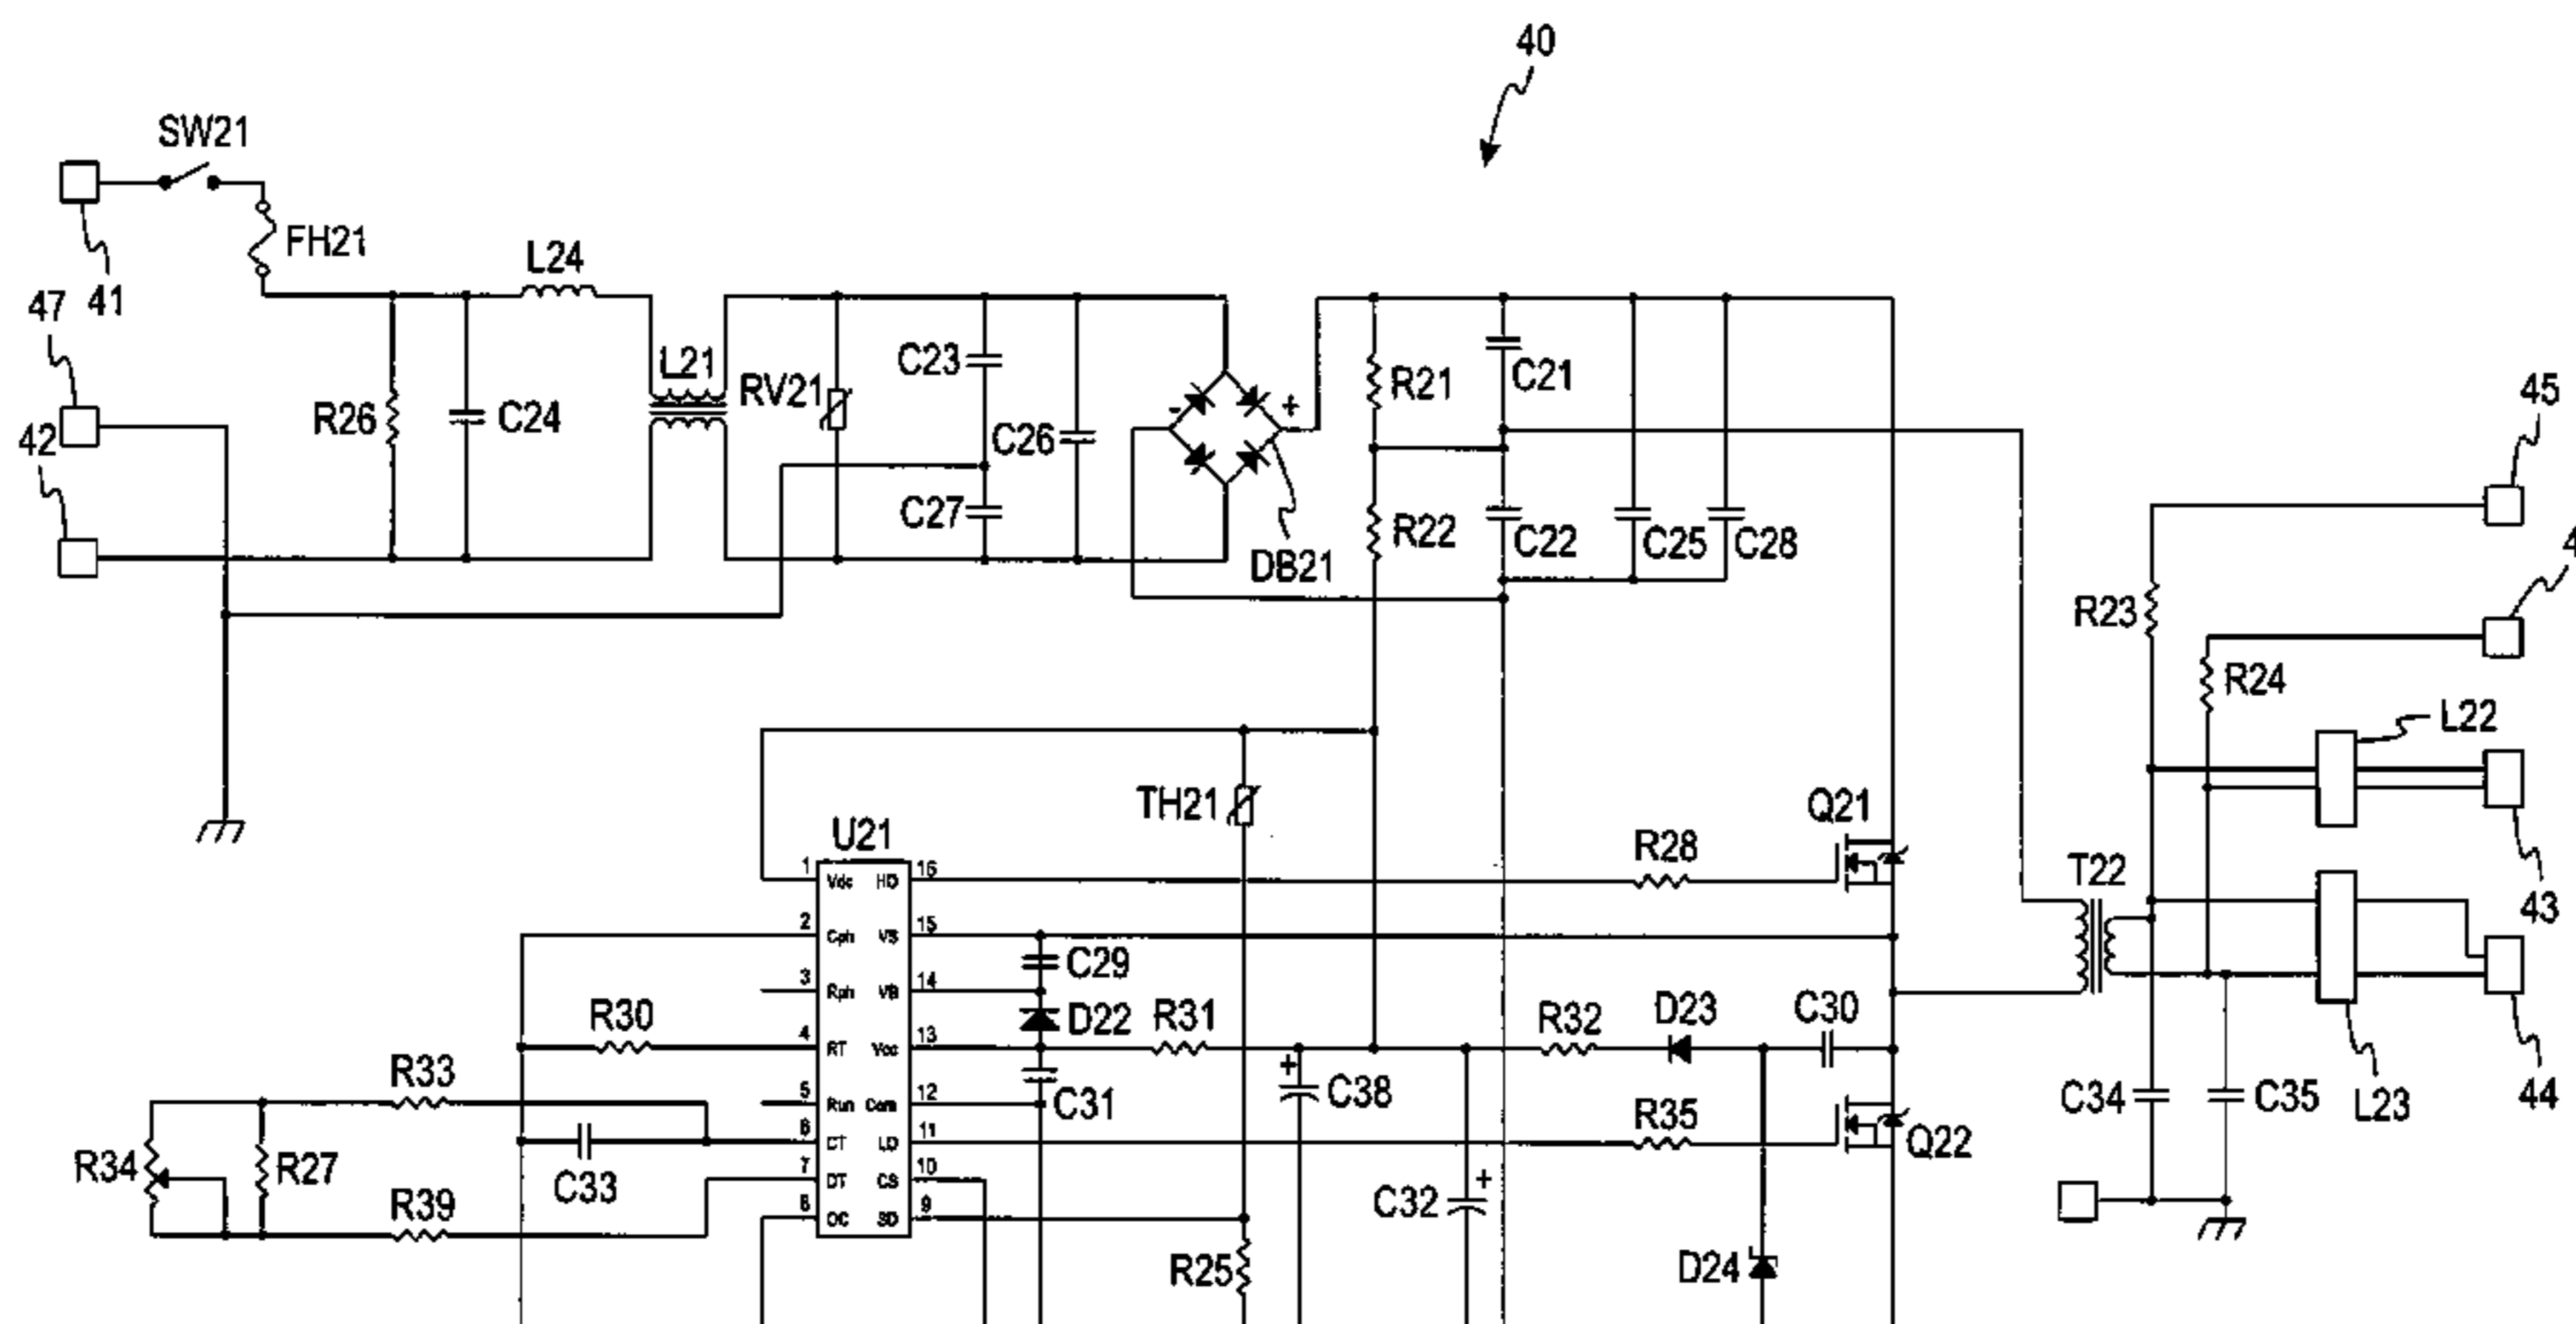 40
SW21
FH21
L24
47
41
L21
RV21
C23
C21
R21
45
R26
C24
C26
-
+
42
C27
R22
C22
C25
C28
DB21
4
R23
R24
L22
TH21
Q21
U21
R28
T22
43
1
Vdc
HO
16
2
Cph
VS
15
C29
3
Rph
VB
14
R30
D22
R31
R32
D23
C30
4
RT
Vcc
13
R33
+
C38
C34
C35
L23
44
5
Run
Com
12
C31
R35
6
CT
LO
11
Q22
R34
R27
C33
7
DT
CS
10
C32
+
R39
8
OC
SD
9
R25
D24